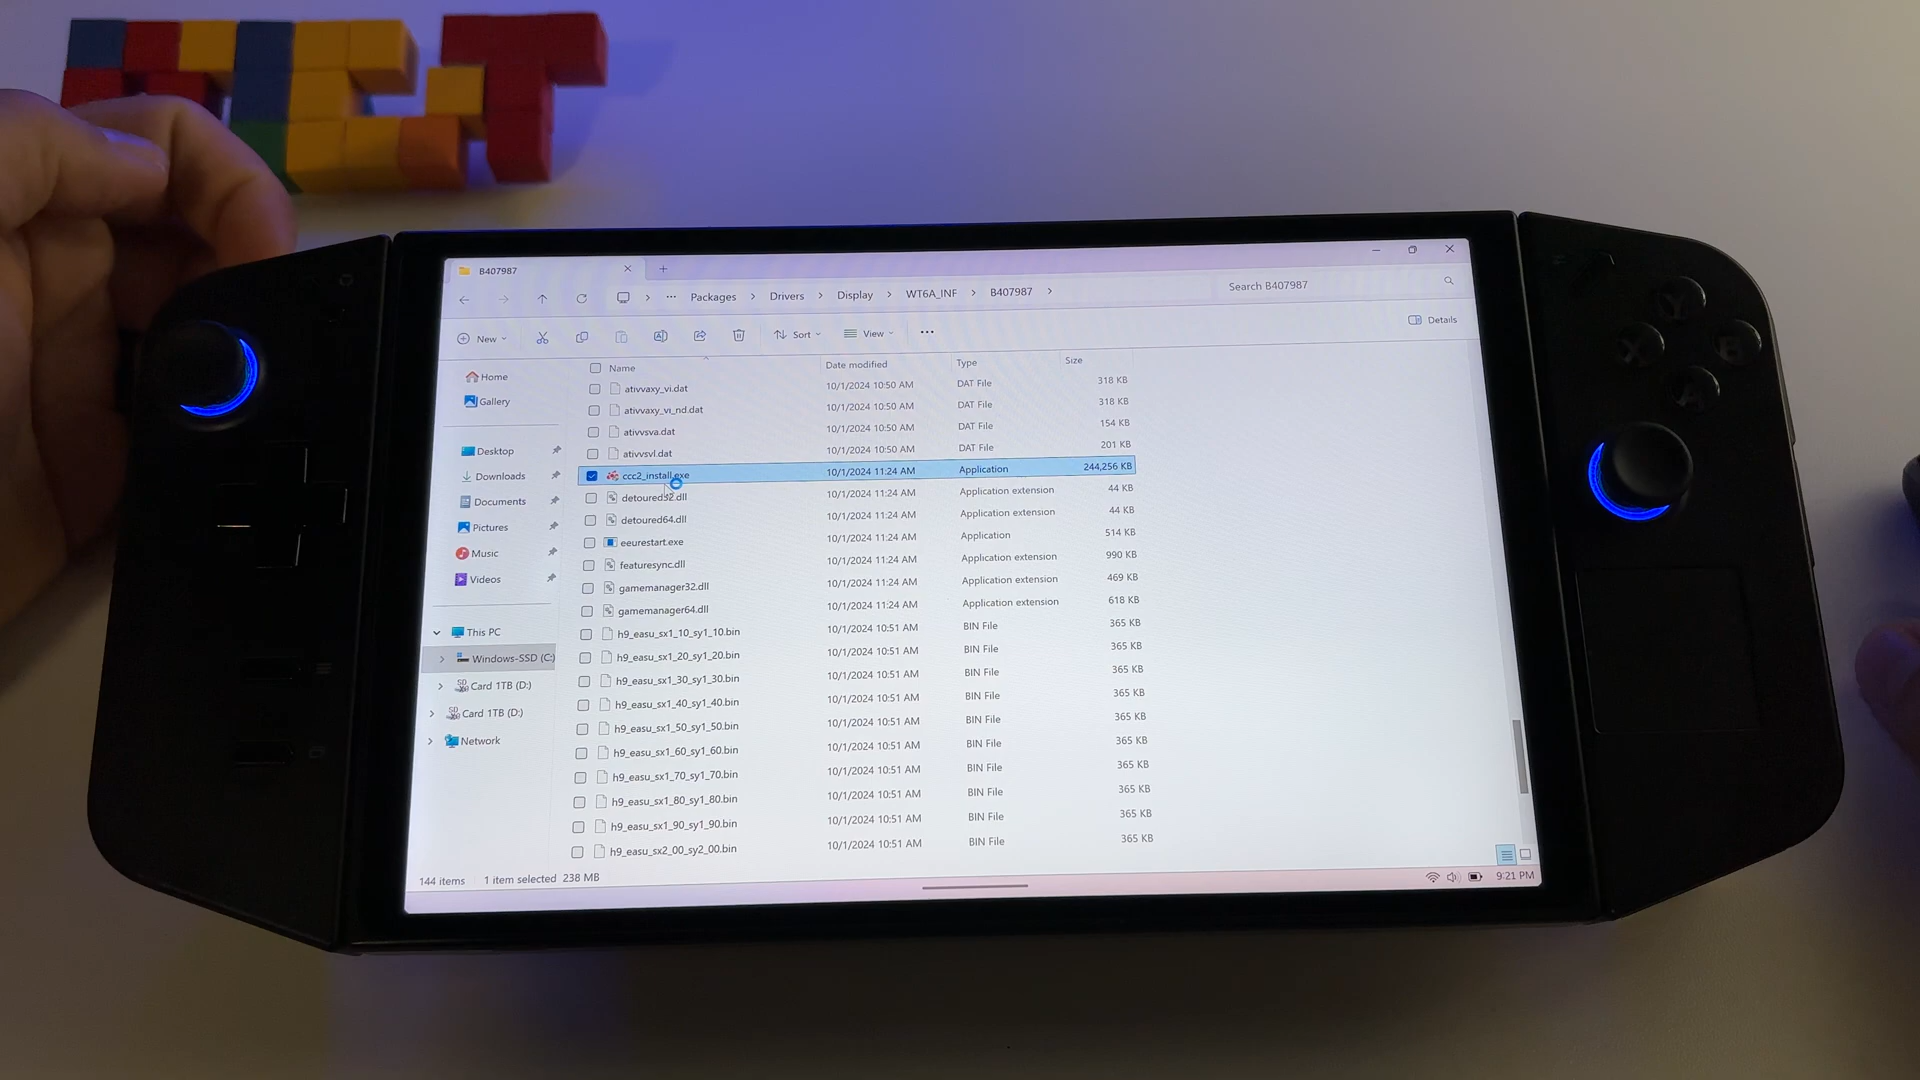 B407987
Packages > Drivers > Display > WT6A_INF > B407987 >
Search B407987
New
Sort
View
Details
Name Date modified Type Size
Home
Gallery
Desktop
Downloads
Documents
Pictures
Music
Videos
This PC
Windows-SSD (C:)
Card 1TB (D:)
Card 1TB (D:)
Network
ativvaxy_vi.dat 10/1/2024 10:50 AM DAT File 318 KB
ativvaxy_vi_nd.dat 10/1/2024 10:50 AM DAT File 318 KB
ativvsva.dat 10/1/2024 10:50 AM DAT File 154 KB
ativvsvl.dat 10/1/2024 10:50 AM DAT File 201 KB
ccc2_install.exe 10/1/2024 11:24 AM Application 244,256 KB
detoured32.dll 10/1/2024 11:24 AM Application extension 44 KB
detoured64.dll 10/1/2024 11:24 AM Application extension 44 KB
eeurestart.exe 10/1/2024 11:24 AM Application 514 KB
featuresync.dll 10/1/2024 11:24 AM Application extension 990 KB
gamemanager32.dll 10/1/2024 11:24 AM Application extension 469 KB
gamemanager64.dll 10/1/2024 11:24 AM Application extension 618 KB
h9_easu_sx1_10_sy1_10.bin 10/1/2024 10:51 AM BIN File 365 KB
h9_easu_sx1_20_sy1_20.bin 10/1/2024 10:51 AM BIN File 365 KB
h9_easu_sx1_30_sy1_30.bin 10/1/2024 10:51 AM BIN File 365 KB
h9_easu_sx1_40_sy1_40.bin 10/1/2024 10:51 AM BIN File 365 KB
h9_easu_sx1_50_sy1_50.bin 10/1/2024 10:51 AM BIN File 365 KB
h9_easu_sx1_60_sy1_60.bin 10/1/2024 10:51 AM BIN File 365 KB
h9_easu_sx1_70_sy1_70.bin 10/1/2024 10:51 AM BIN File 365 KB
h9_easu_sx1_80_sy1_80.bin 10/1/2024 10:51 AM BIN File 365 KB
h9_easu_sx1_90_sy1_90.bin 10/1/2024 10:51 AM BIN File 365 KB
h9_easu_sx2_00_sy2_00.bin 10/1/2024 10:51 AM BIN File 365 KB
144 items 1 item selected 238 MB
9:21 PM
Y
X
B
A